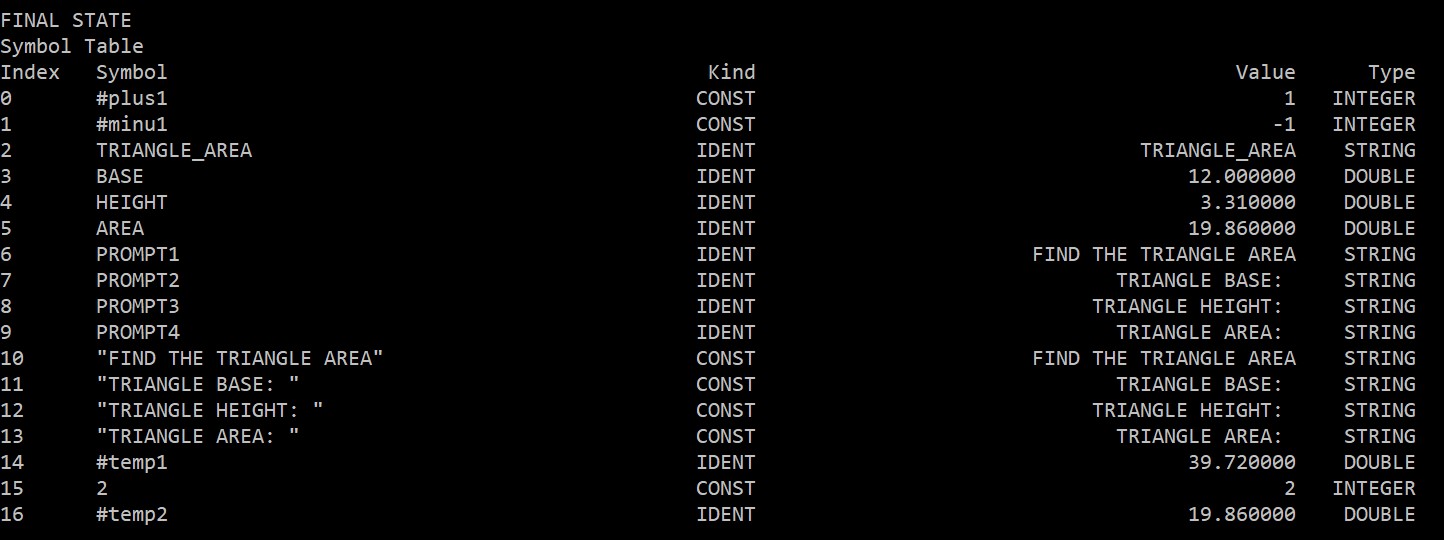 FINAL STATE
Symbol Table
Index   Symbol                                             Kind                                        Value      Type
0       #plus1                                            CONST                                            1   INTEGER
1       #minu1                                            CONST                                           -1   INTEGER
2       TRIANGLE_AREA                                     IDENT                                TRIANGLE_AREA    STRING
3       BASE                                              IDENT                                    12.000000    DOUBLE
4       HEIGHT                                            IDENT                                     3.310000    DOUBLE
5       AREA                                              IDENT                                    19.860000    DOUBLE
6       PROMPT1                                           IDENT                       FIND THE TRIANGLE AREA    STRING
7       PROMPT2                                           IDENT                              TRIANGLE BASE:     STRING
8       PROMPT3                                           IDENT                            TRIANGLE HEIGHT:     STRING
9       PROMPT4                                           IDENT                              TRIANGLE AREA:     STRING
10      "FIND THE TRIANGLE AREA"                          CONST                       FIND THE TRIANGLE AREA    STRING
11      "TRIANGLE BASE: "                                 CONST                              TRIANGLE BASE:     STRING
12      "TRIANGLE HEIGHT: "                               CONST                            TRIANGLE HEIGHT:     STRING
13      "TRIANGLE AREA: "                                 CONST                              TRIANGLE AREA:     STRING
14      #temp1                                            IDENT                                    39.720000    DOUBLE
15      2                                                 CONST                                            2   INTEGER
16      #temp2                                            IDENT                                    19.860000    DOUBLE